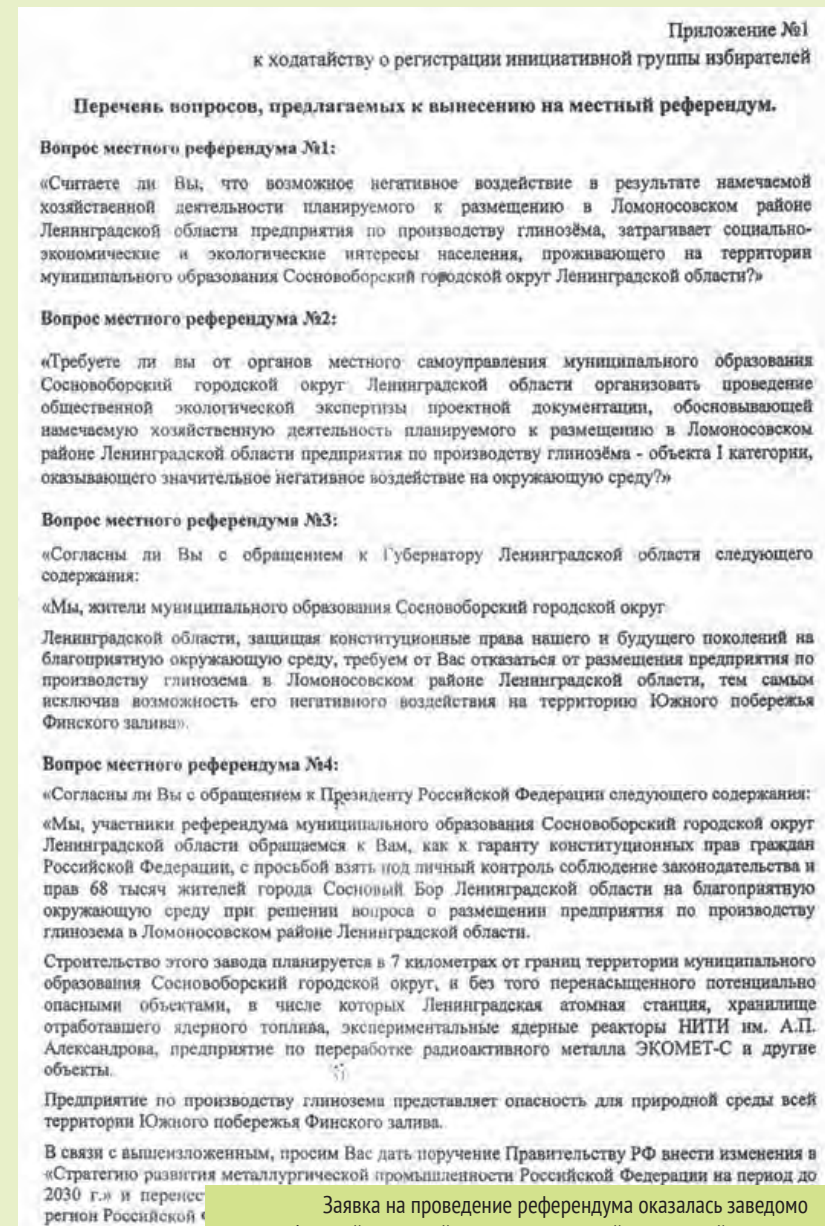 Приложение №1
к ходатайству о регистрации инициативной группы избирателей
Перечень вопросов, предлагаемых к вынесению на местный референдум.
Вопрос местного референдума №1:
«Считаете ли Вы, что возможное негативное воздействие в результате намечаемой
хозяйственной деятельности планируемого к размещению в Ломоносовском районе
Ленинградской области предприятия по производству глинозёма, затрагивает социально-
экономические и экологические интересы населения, проживающего на территории
муниципального образования Сосновоборский городской округ Ленинградской области?»
Вопрос местного референдума №2:
«Требуете ли вы от органов местного самоуправления муниципального образования
Сосновоборский городской округ Ленинградской области организовать проведение
общественной экологической экспертизы проектной документации, обосновывающей
намечаемую хозяйственную деятельность планируемого к размещению в Ломоносовском
районе Ленинградской области предприятия по производству глинозёма - объекта I категории,
оказывающего значительное негативное воздействие на окружающую среду?»
Вопрос местного референдума №3:
«Согласны ли Вы с обращением к Губернатору Ленинградской области следующего
содержания:
«Мы, жители муниципального образования Сосновоборский городской округ
Ленинградской области, защищая конституционные права нашего и будущего поколений на
благоприятную окружающую среду, требуем от Вас отказаться от размещения предприятия по
производству глинозема в Ломоносовском районе Ленинградской области, тем самым
исключив возможность его негативного воздействия на территорию Южного побережья
Финского залива».
Вопрос местного референдума №4:
«Согласны ли Вы с обращением к Президенту Российской Федерации следующего содержания:
«Мы, участники референдума муниципального образования Сосновоборский городской округ
Ленинградской области обращаемся к Вам, как к гаранту конституционных прав граждан
Российской Федерации, с просьбой взять под личный контроль соблюдение законодательства и
прав 68 тысяч жителей города Сосновый Бор Ленинградской области на благоприятную
окружающую среду при решении вопроса о размещении предприятия по производству
глинозема в Ломоносовском районе Ленинградской области.
Строительство этого завода планируется в 7 километрах от границ территории муниципального
образования Сосновоборский городской округ, и без того перенасыщенного потенциально
опасными объектами, в числе которых Ленинградская атомная станция, хранилище
отработавшего ядерного топлива, экспериментальные ядерные реакторы НИТИ им. А.П.
Александрова, предприятие по переработке радиоактивного металла ЭКОМЕТ-С и другие
объекты.
Предприятие по производству глинозема представляет опасность для природной среды всей
территории Южного побережья Финского залива.
В связи с вышеизложенным, просим Вас дать поручение Правительству РФ внести изменения в
«Стратегию развития металлургической промышленности Российской Федерации на период до
2030 г.» и перенест
регион Российской
Заявка на проведение референдума оказалась заведомо